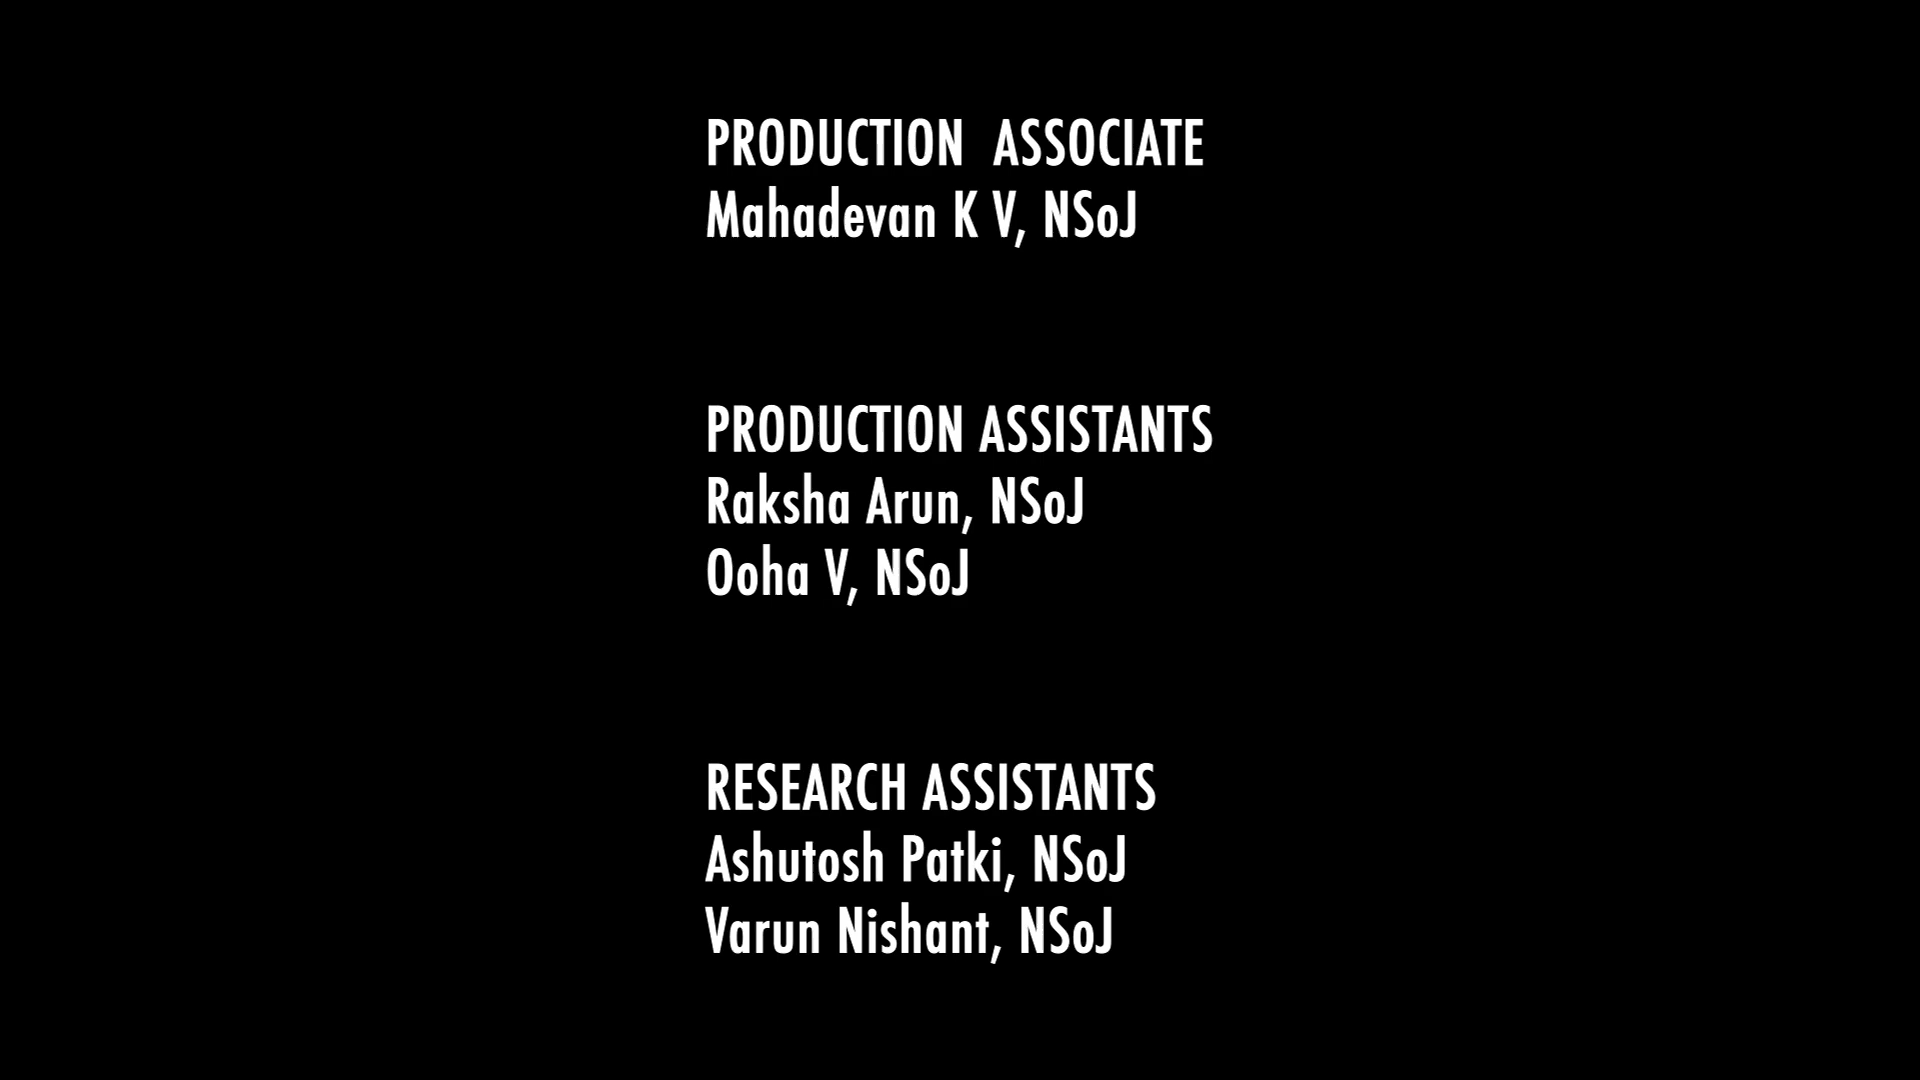 PRODUCTION  ASSOCIATE
Mahadevan K V, NSoJ
PRODUCTION ASSISTANTS
Raksha Arun, NSoJ
Ooha V, NSoJ
RESEARCH ASSISTANTS
Ashutosh Patki, NSoJ
Varun Nishant, NSoJ